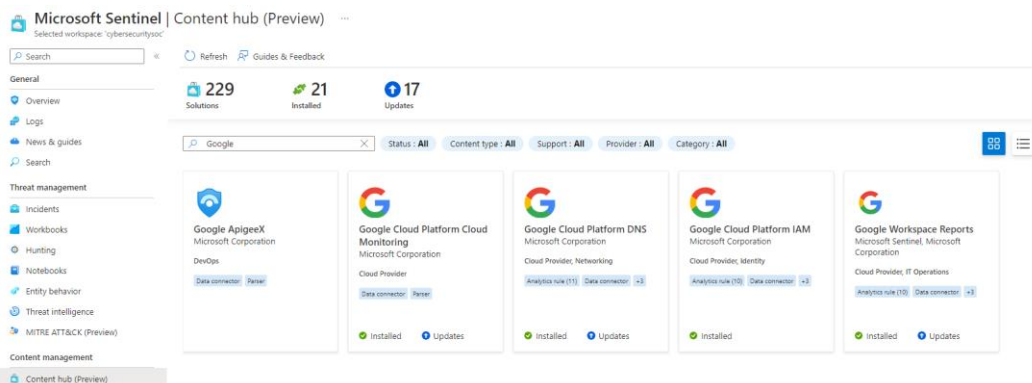 Microsoft Sentinel | Content hub (Preview) ...
Selected workspace: 'cybersecuritysoc'
Search
«
General
Overview
Logs
News & guides
Search
Threat management
Incidents
Workbooks
Hunting
Notebooks
Entity behavior
Threat intelligence
MITRE ATT&CK (Preview)
Content management
Content hub (Preview)
Refresh Guides & Feedback
229 21 17
Solutions Installed Updates
Google Status : All Content type : All Support : All Provider : All Category : All
Google ApigeeX
Microsoft Corporation
DevOps
Data connector Parser
Google Cloud Platform Cloud
Monitoring
Microsoft Corporation
Cloud Provider
Data connector Parser
Installed Updates
Google Cloud Platform DNS
Microsoft Corporation
Cloud Provider, Networking
Analytics rule (11) Data connector +3
Installed Updates
Google Cloud Platform IAM
Microsoft Corporation
Cloud Provider, Identity
Analytics rule (10) Data connector +3
Installed
Google Workspace Reports
Microsoft Sentinel, Microsoft
Corporation
Cloud Provider, IT Operations
Analytics rule (10) Data connector +3
Installed Updates